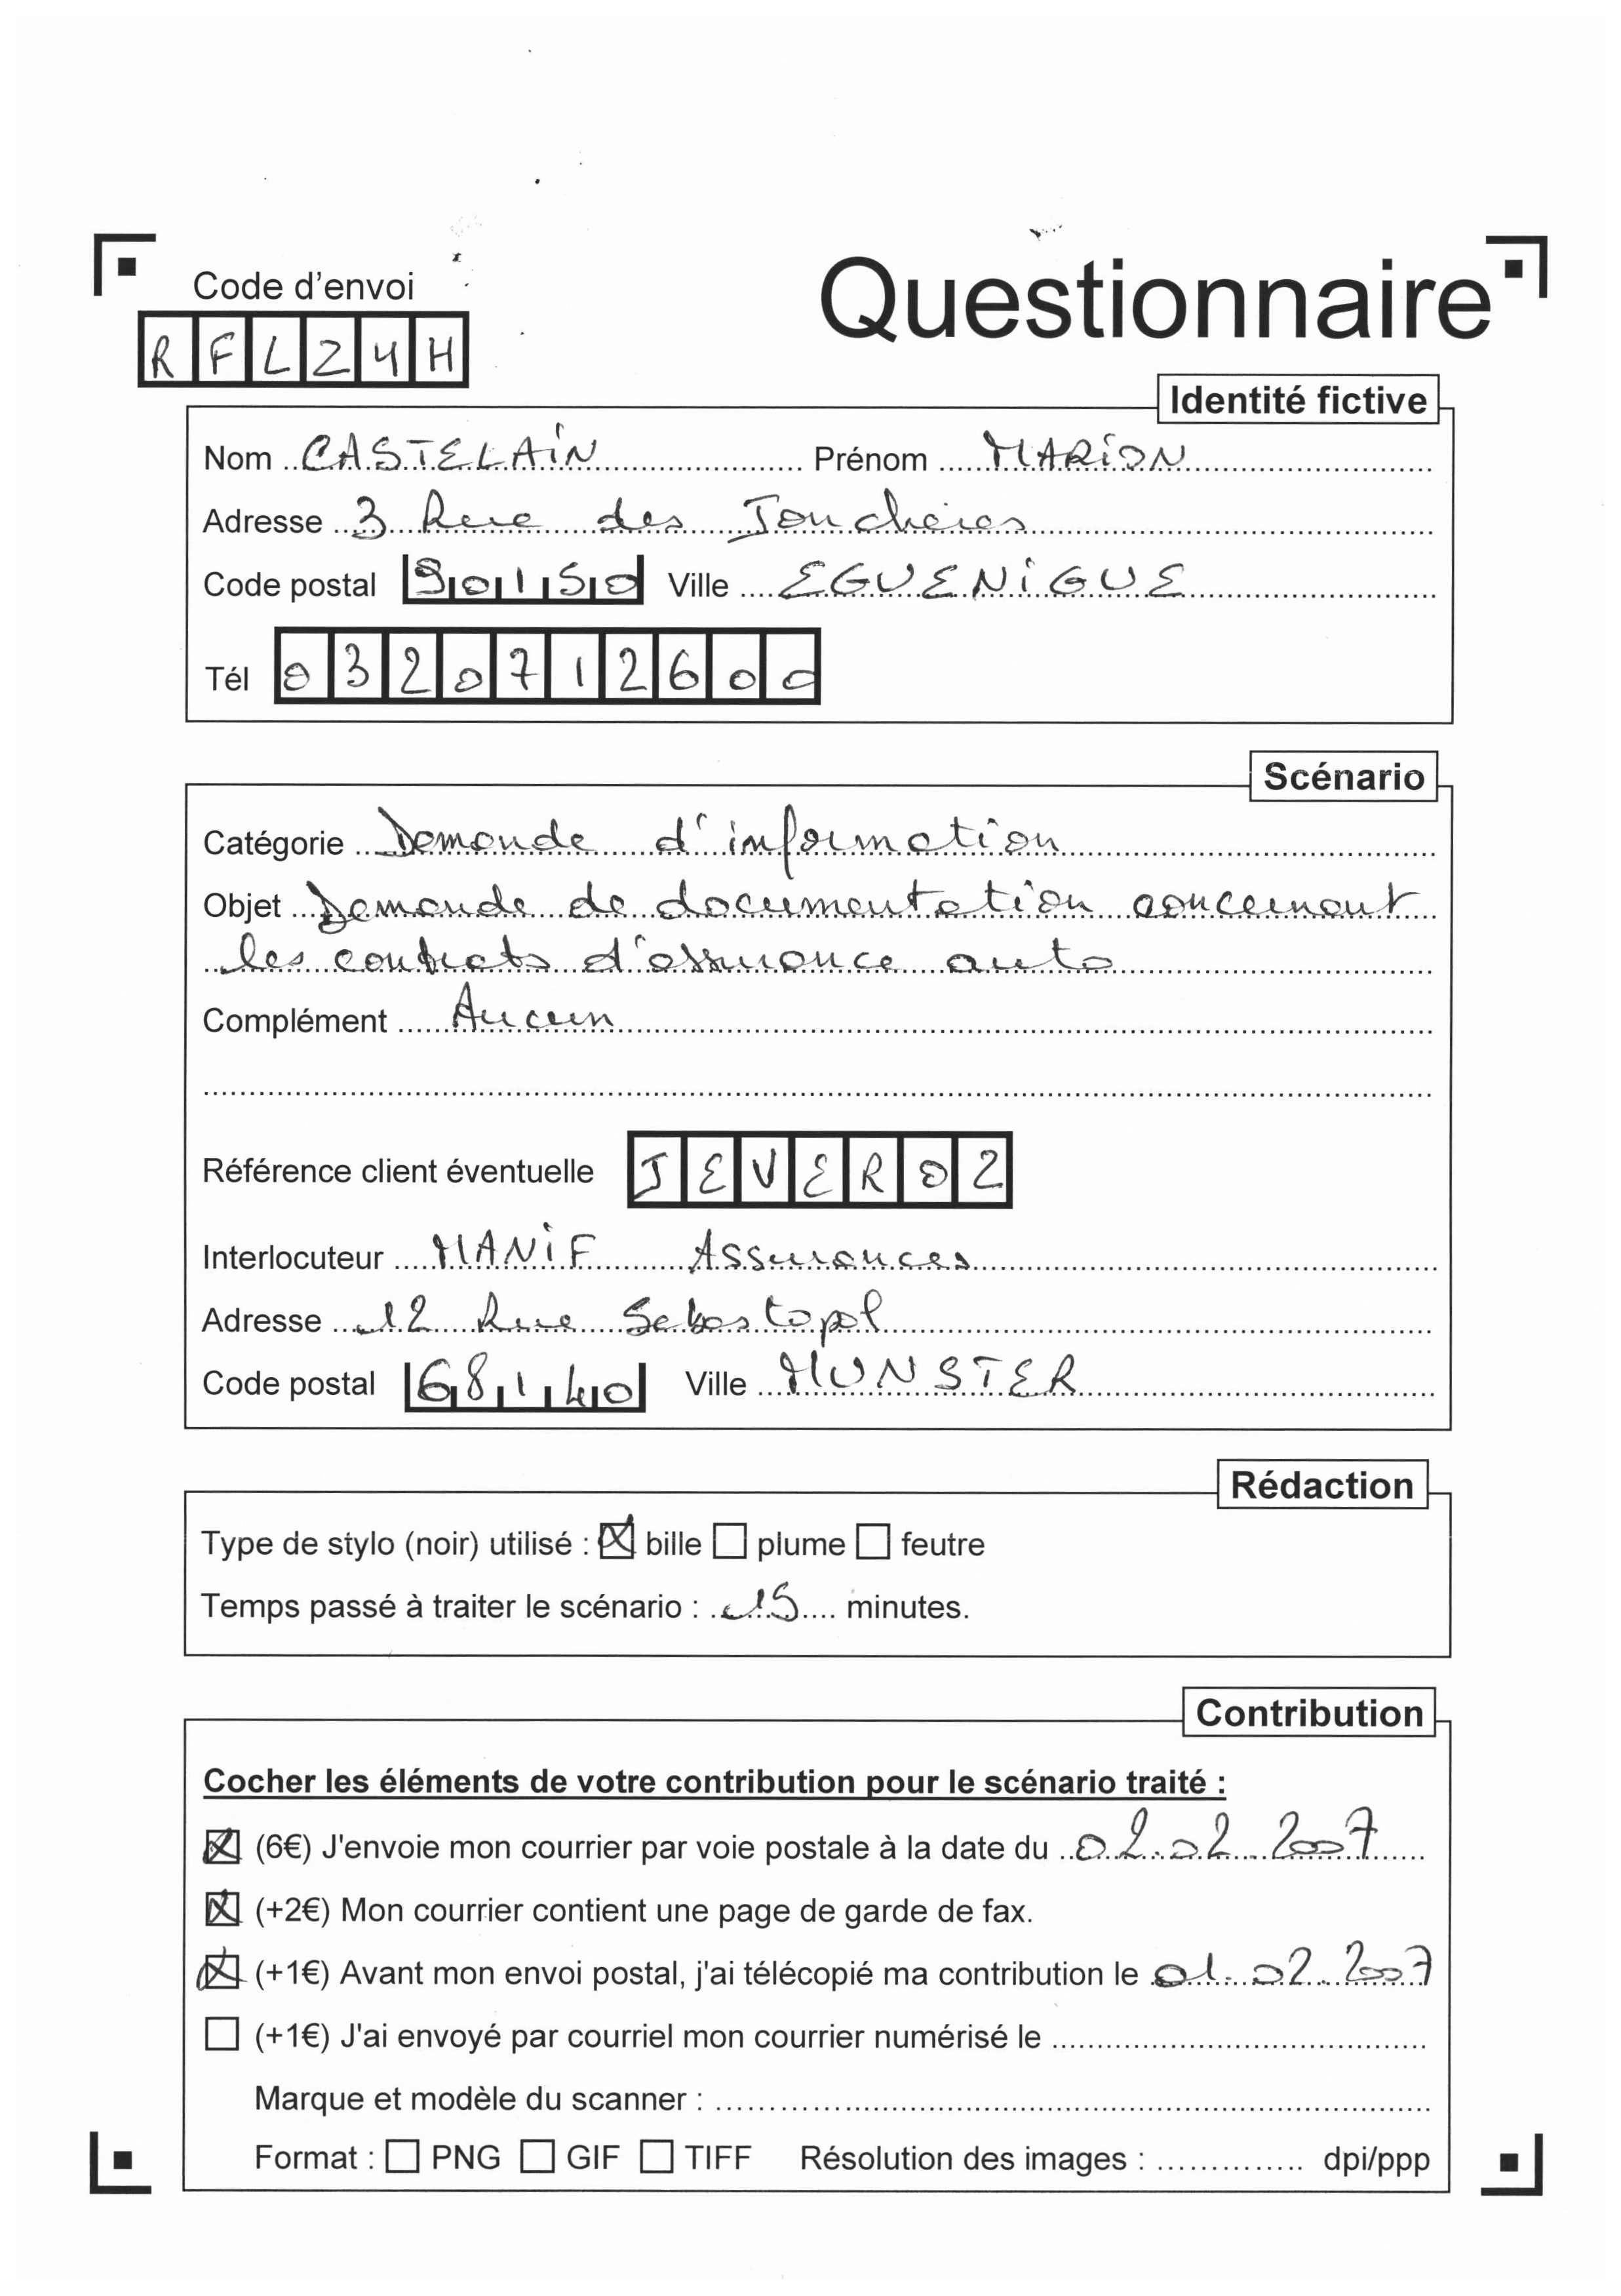 Questionnaire
Code d'envoi
RFLZ4H
Identité fictive
Nom CASTELAIN Prénom MARION
Adresse 3 Rue des Joncheres
Code postal 90150 Ville EGUENIGUE
Tél 0320712600
Scénario
Catégorie Demande d'information
Objet Demande de documentation concernant
les contrats d'assurance auto
Complément Aucun
Référence client éventuelle JEVER02
Interlocuteur MANIF Assurances
Adresse 12 Rue Sebastopol
Code postal 68140 Ville MUNSTER
Rédaction
Type de stylo (noir) utilisé : bille plume feutre
Temps passé à traiter le scénario : 15 minutes.
Contribution
Cocher les éléments de votre contribution pour le scénario traité :
(6€) J'envoie mon courrier par voie postale à la date du 02.02.2007
(+2€) Mon courrier contient une page de garde de fax.
(+1€) Avant mon envoi postal, j'ai télécopié ma contribution le 01.02.2007
(+1€) J'ai envoyé par courriel mon courrier numérisé le
Marque et modèle du scanner :
Format : PNG GIF TIFF Résolution des images : dpi/ppp